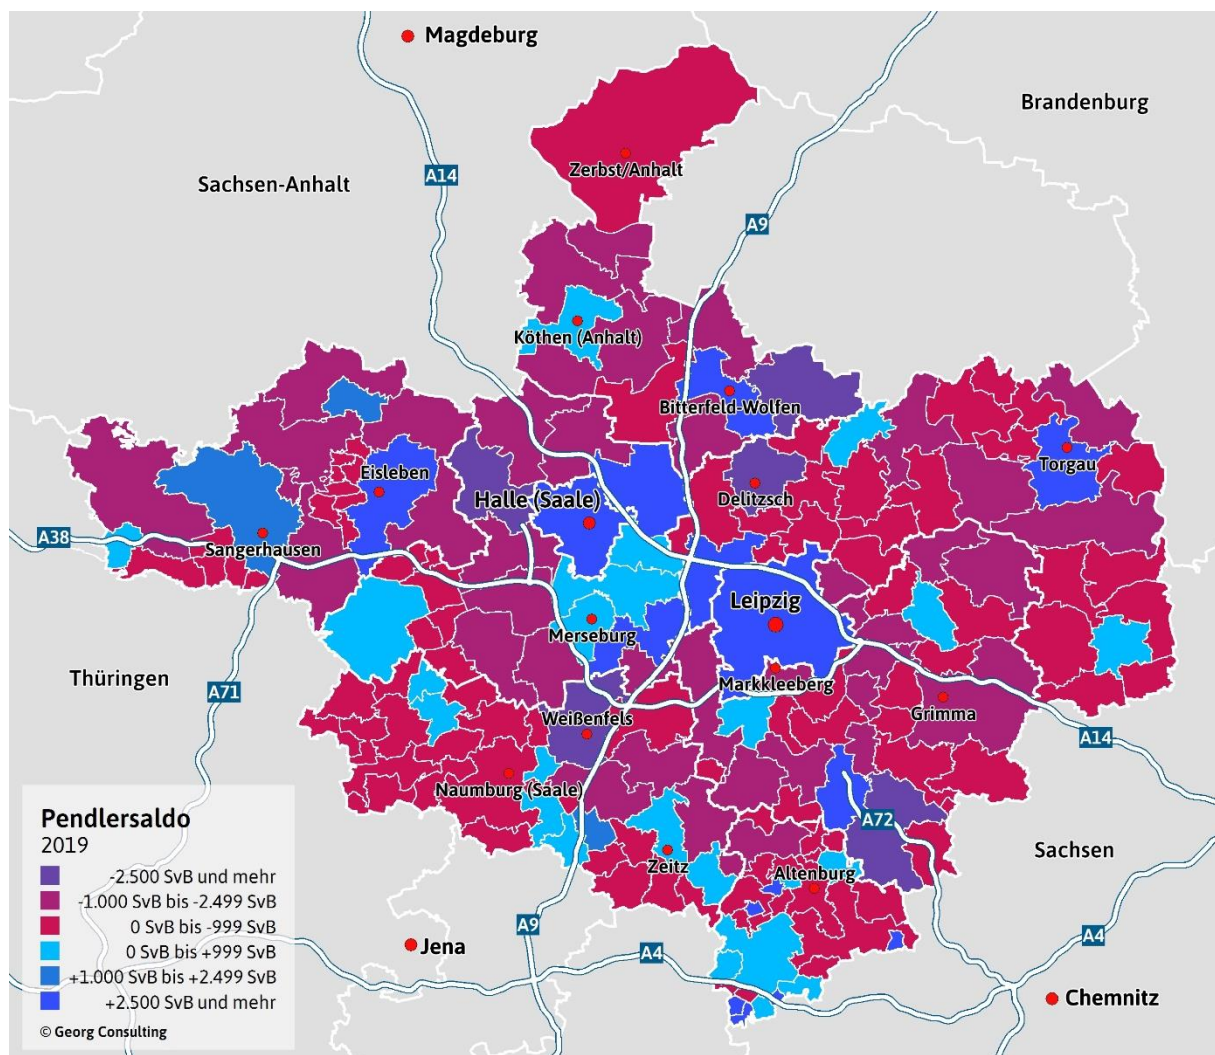 Magdeburg
Brandenburg
Zerbst/Anhalt
A14
Sachsen-Anhalt
A9
Köthen (Anhalt)
Bitterfeld-Wolfen
Eisleben
Torgau
Delitzsch
Halle (Saale)
A38
Sangerhausen
Leipzig
Merseburg
Thüringen
Markkleeberg
A71
Grimma
Weißenfels
A14
Naumburg (Saale)
Pendlersaldo
2019
A72
Sachsen
Zeitz
Altenburg
-2.500 SvB und mehr
-1.000 SvB bis -2.499 SvB
0 SvB bis -999 SvB
0 SvB bis +999 SvB
+1.000 SvB bis +2.499 SvB
+2.500 SvB und mehr
© Georg Consulting
A9
Jena
A4
A4
Chemnitz